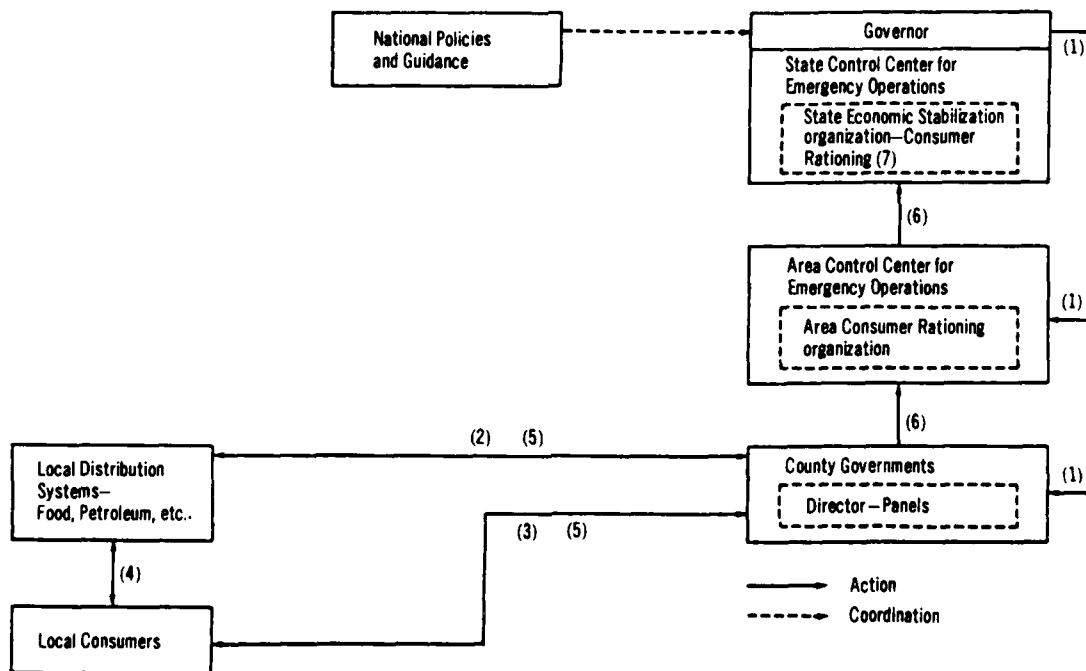 National Policies
and Guidance
Governor
(1)
State Control Center for
Emergency Operations
State Economic Stabilization
organization—Consumer
Rationing (7)
(6)
Area Control Center for
Emergency Operations
(1)
Area Consumer Rationing
organization
(6)
(2) (5)
Local Distribution
Systems—
Food, Petroleum, etc..
County Governments
(1)
Director—Panels
(3) (5)
(4)
Action
Coordination
Local Consumers